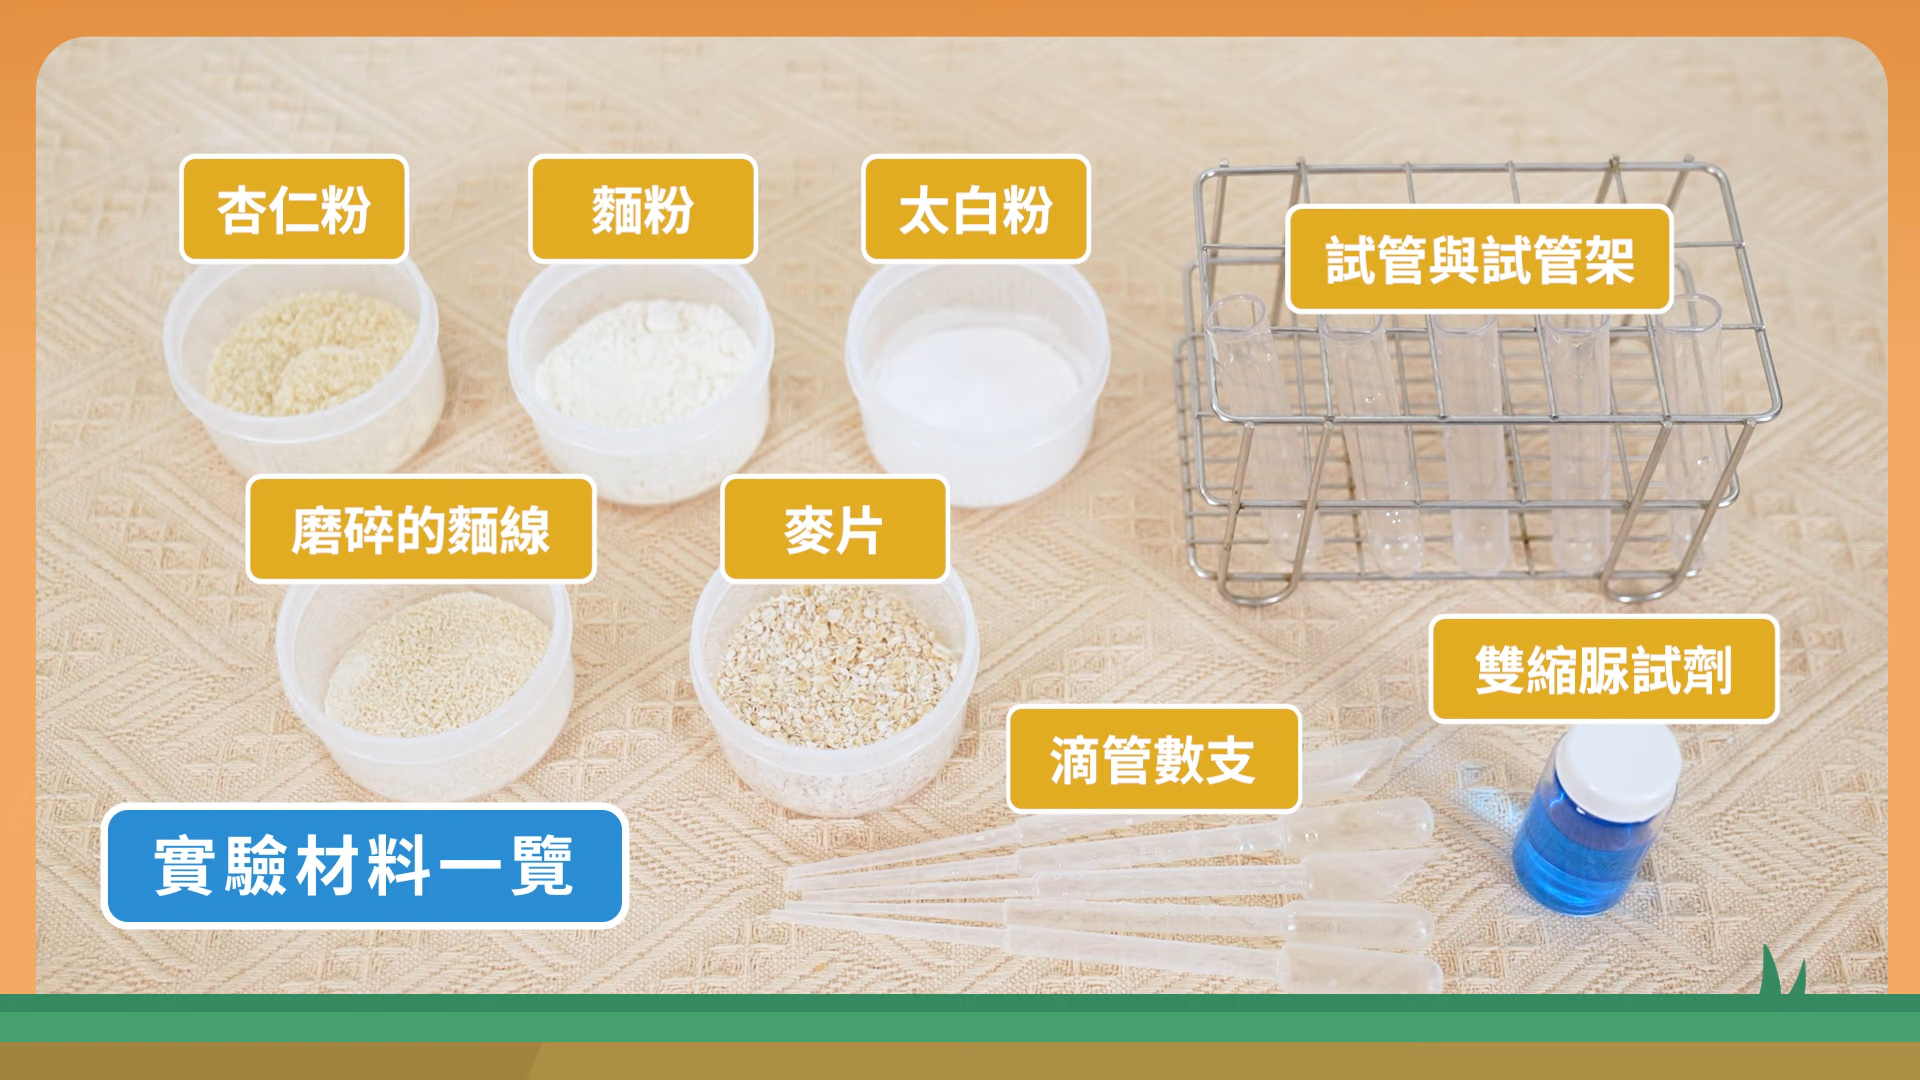 杏仁粉
麵粉
太白粉
試管與試管架
磨碎的麵線
麥片
雙縮脲試劑
滴管數支
實驗材料一覽